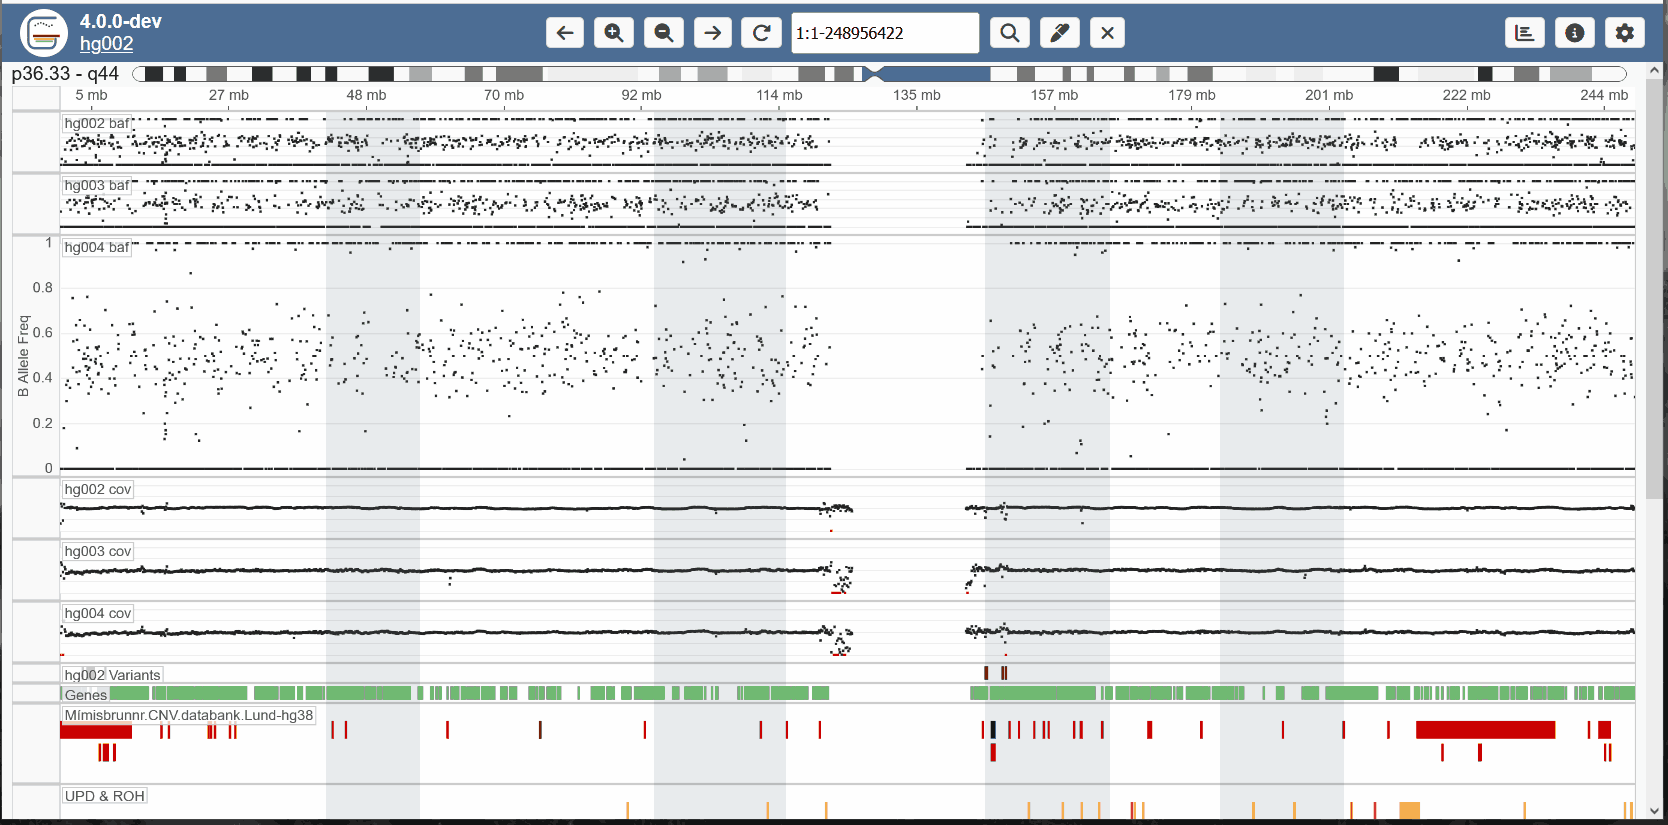 4.0.0-dev
hg002
1:1-248956422
p36.33 - q44
5 mb 27 mb 48 mb 70 mb 92 mb 114 mb 135 mb 157 mb 179 mb 201 mb 222 mb 244 mb
hg002 baf
hg003 baf
hg004 baf
1
0.8
0.6
0.4
0.2
0
B Allele Freq
hg002 cov
hg003 cov
hg004 cov
hg002 Variants
Genes
Mímisbrunnr.CNV.databank.Lund-hg38
UPD & ROH